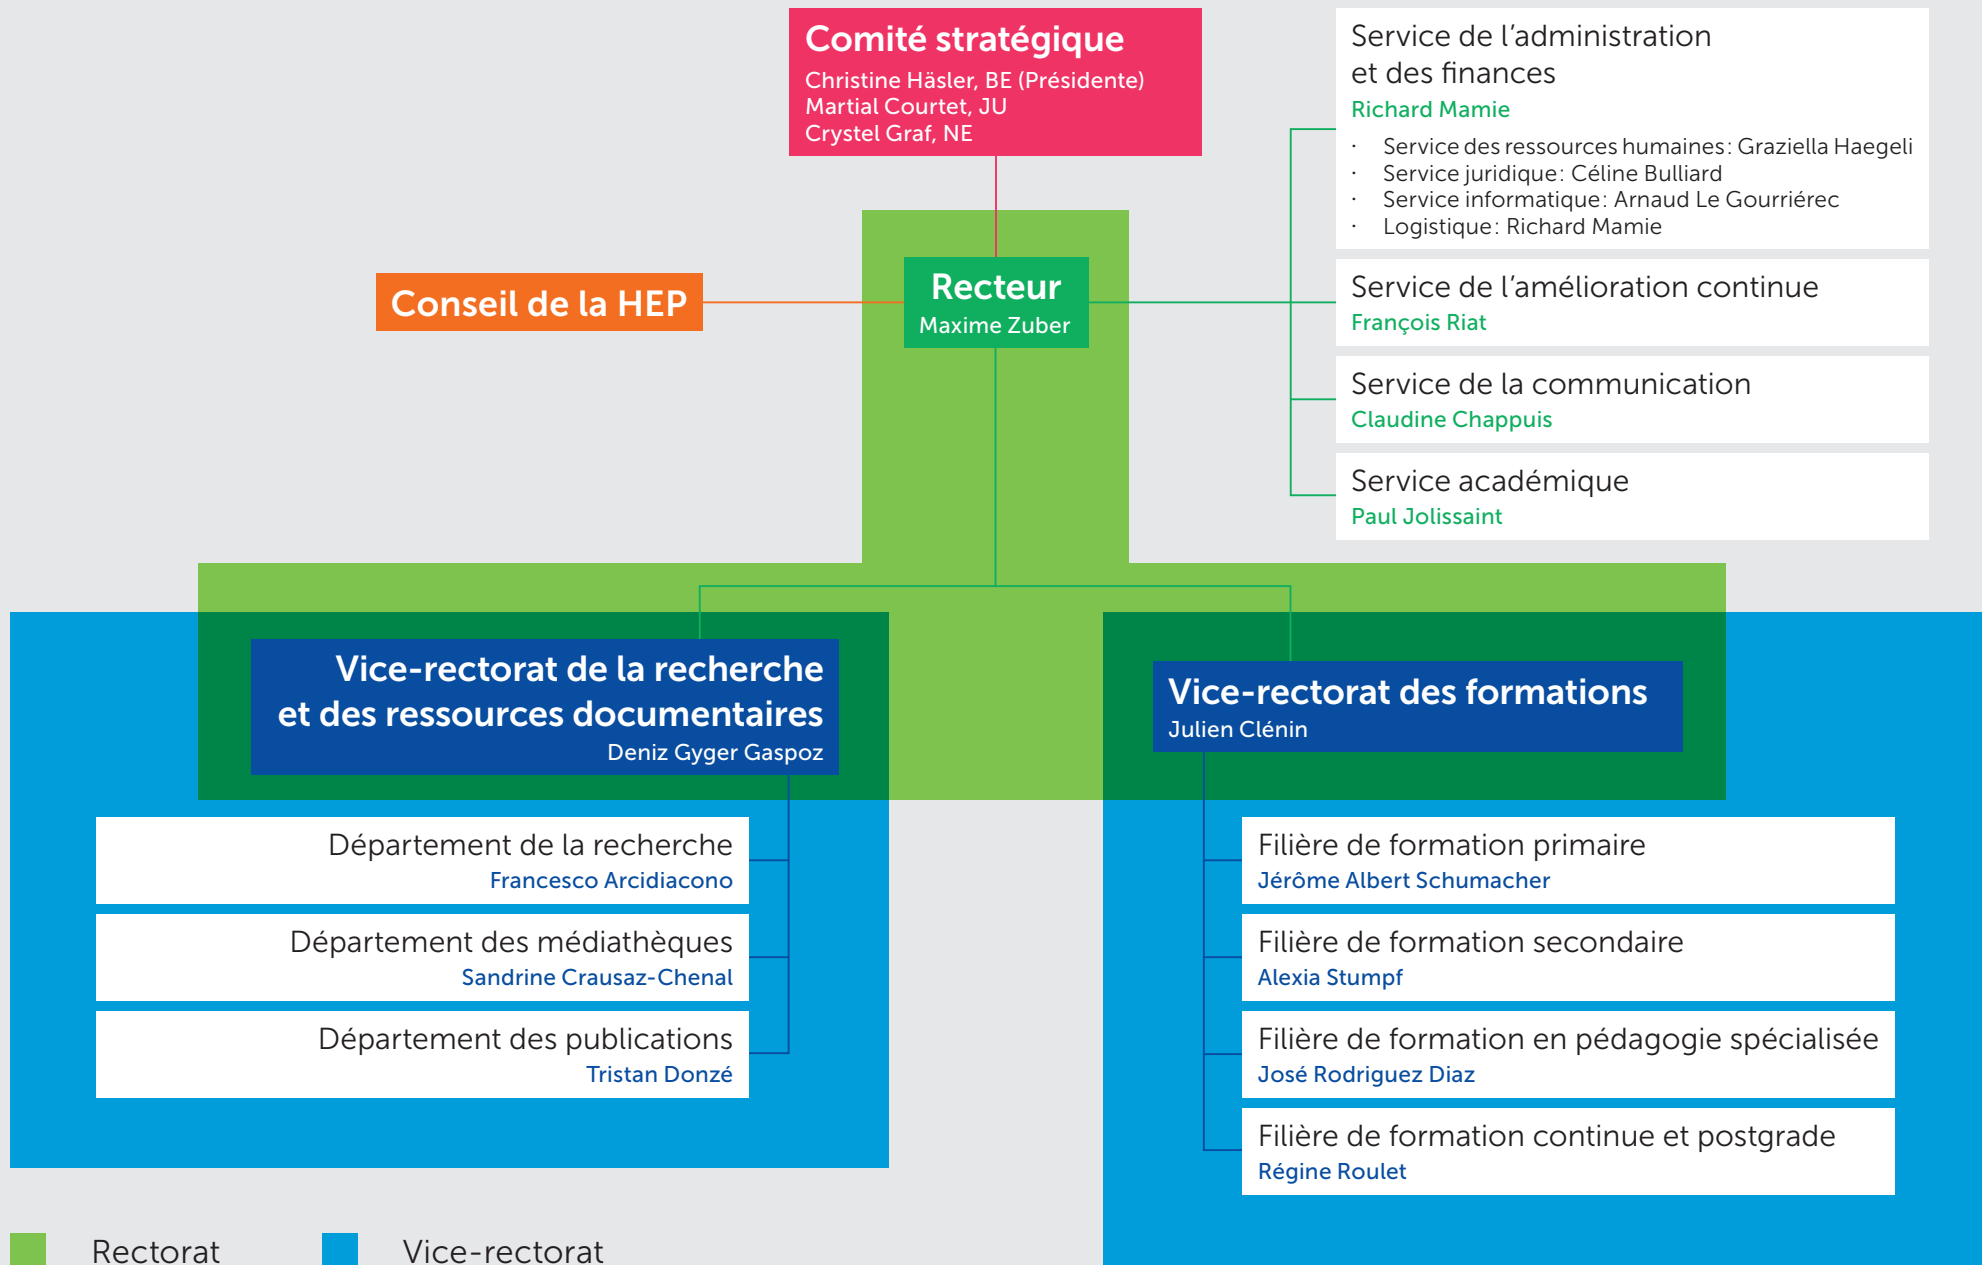 Comité stratégique
Christine Häsler, BE (Présidente)
Martial Courtet, JU
Crystel Graf, NE
Service de l'administration
et des finances
Richard Mamie
· Service des ressources humaines: Graziella Haegeli
· Service juridique: Céline Bulliard
· Service informatique: Arnaud Le Gourriérec
· Logistique: Richard Mamie
Conseil de la HEP
Recteur
Maxime Zuber
Service de l'amélioration continue
François Riat
Service de la communication
Claudine Chappuis
Service académique
Paul Jolissaint
Vice-rectorat de la recherche
et des ressources documentaires
Deniz Gyger Gaspoz
Département de la recherche
Francesco Arcidiacono
Département des médiathèques
Sandrine Crausaz-Chenal
Département des publications
Tristan Donzé
Vice-rectorat des formations
Julien Clénin
Filière de formation primaire
Jérôme Albert Schumacher
Filière de formation secondaire
Alexia Stumpf
Filière de formation en pédagogie spécialisée
José Rodriguez Diaz
Filière de formation continue et postgrade
Régine Roulet
Rectorat
Vice-rectorat